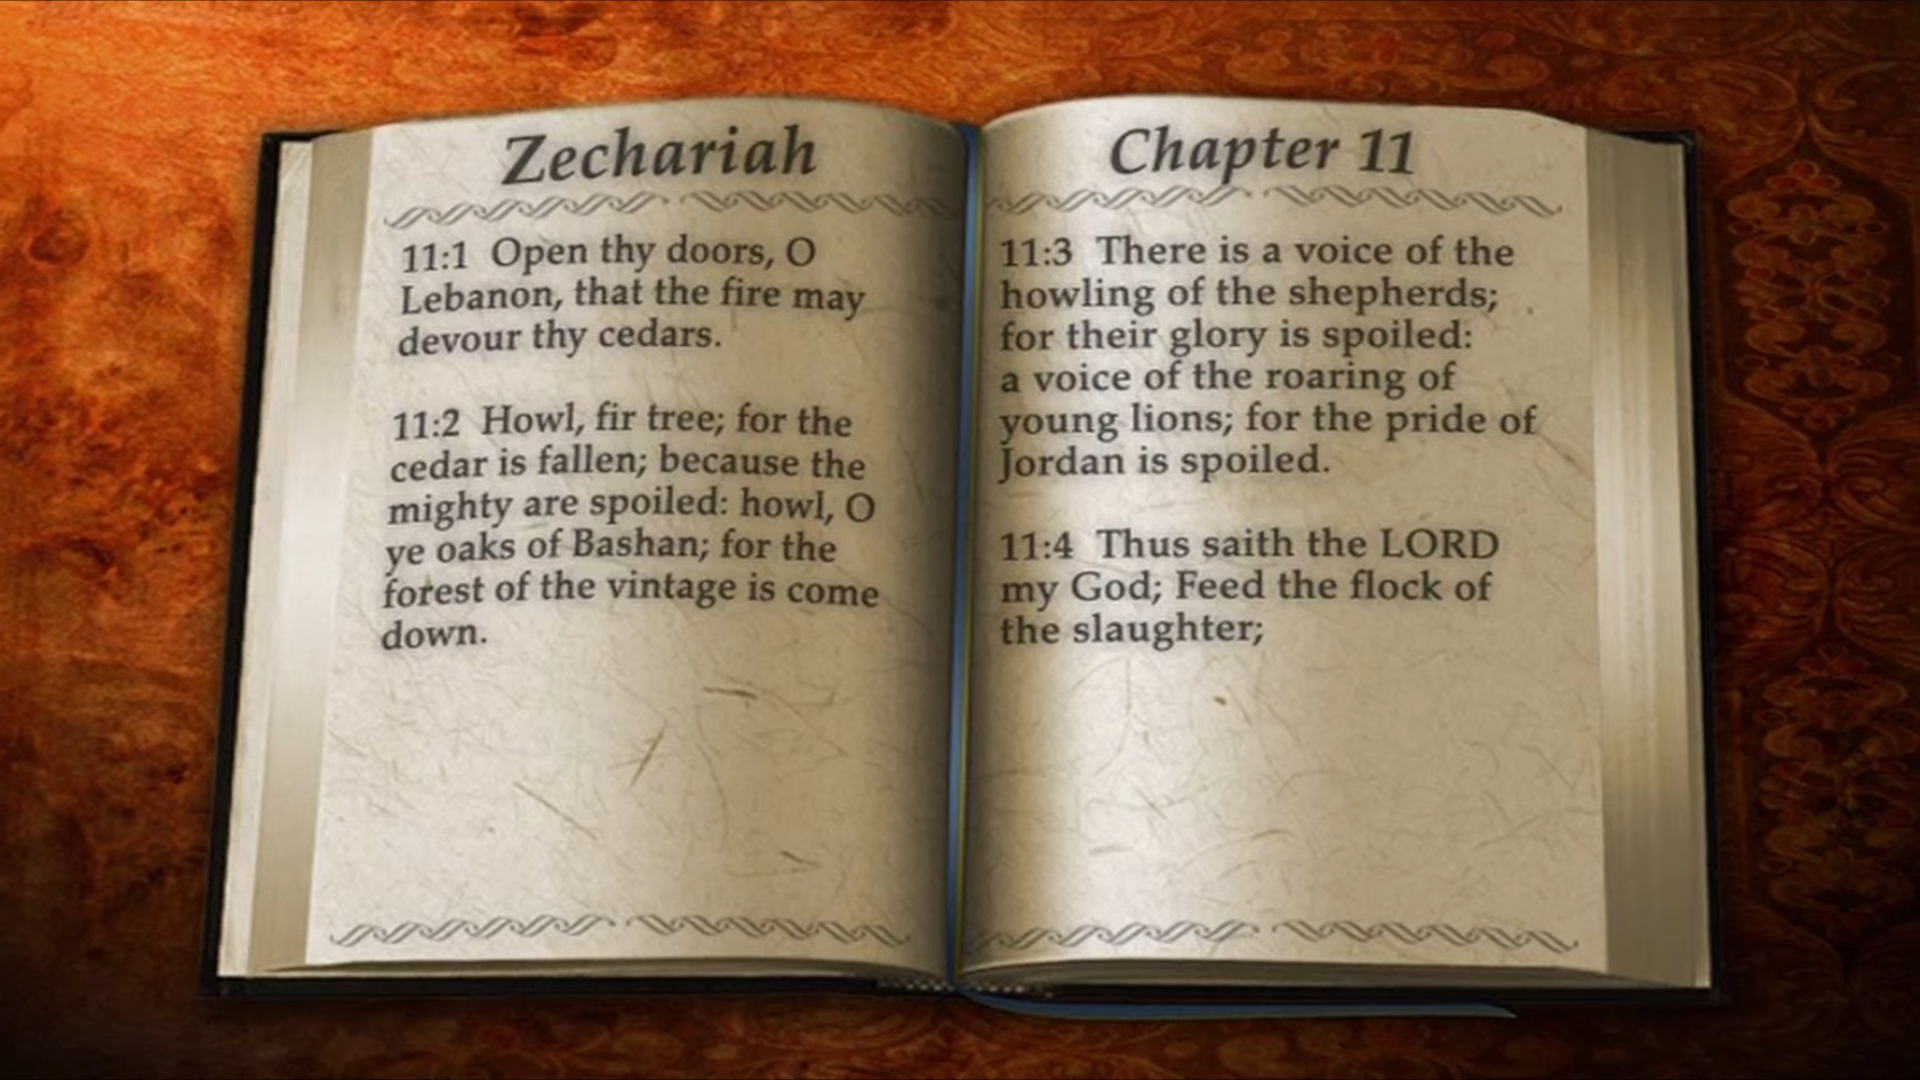 Zechariah
11:1 Open thy doors, O
Lebanon, that the fire may
devour thy cedars.
11:2 Howl, fir tree; for the
cedar is fallen; because the
mighty are spoiled: howl, O
ye oaks of Bashan; for the
forest of the vintage is come
down.
Chapter 11
11:3 There is a voice of the
howling of the shepherds;
for their glory is spoiled:
a voice of the roaring of
young lions; for the pride of
Jordan is spoiled.
11:4 Thus saith the LORD
my God; Feed the flock of
the slaughter;